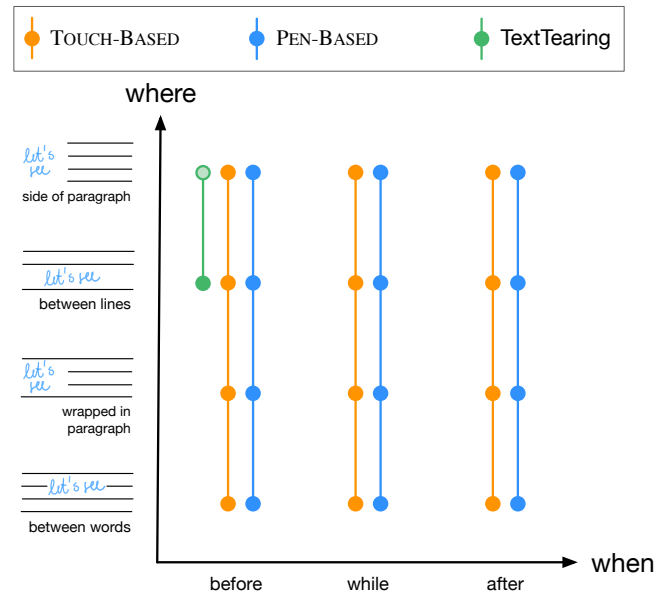 TOUCH-BASED PEN-BASED TextTearing
where
let's
see
side of paragraph
let's see
between lines
let's
see
wrapped in
paragraph
let's see
between words
when
before while after